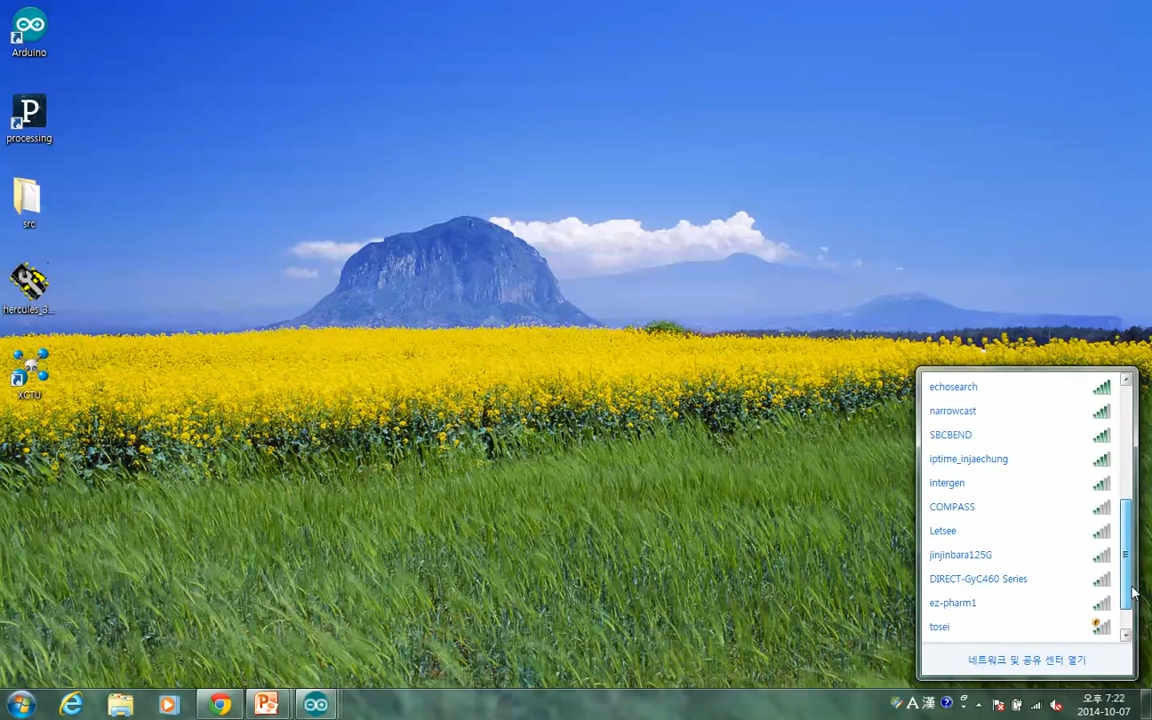 Arduino
processing
src
hercules_3...
XCTU
echosearch
narrowcast
SBCBEND
iptime_injaechung
intergen
COMPASS
Letsee
jinjinbara125G
DIRECT-GyC460 Series
ez-pharm1
tosei
네트워크 및 공유 센터 열기
A 漢
오후 7:22
2014-10-07